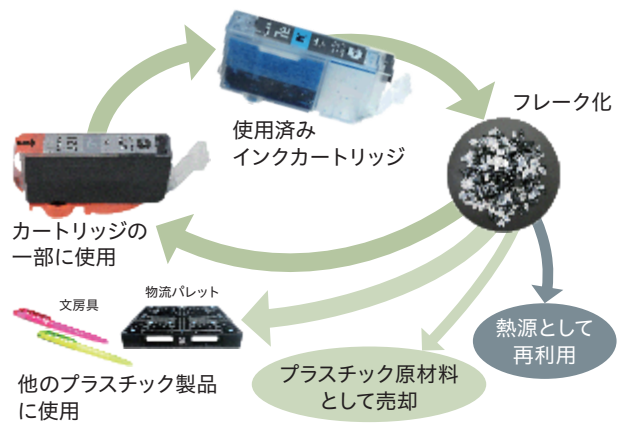 使用済み
インクカートリッジ
フレーク化
カートリッジの
一部に使用
文房具
物流パレット
他のプラスチック製品
に使用
プラスチック原材料
として売却
熱源として
再利用